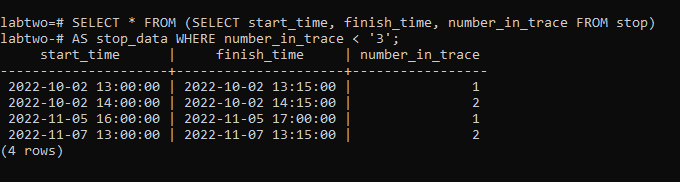 labtwo=# SELECT * FROM (SELECT start_time, finish_time, number_in_trace FROM stop)
labtwo-# AS stop_data WHERE number_in_trace < '3';
     start_time      |     finish_time     | number_in_trace
---------------------+---------------------+-----------------
 2022-10-02 13:00:00 | 2022-10-02 13:15:00 |               1
 2022-10-02 14:00:00 | 2022-10-02 14:15:00 |               2
 2022-11-05 16:00:00 | 2022-11-05 17:00:00 |               1
 2022-11-07 13:00:00 | 2022-11-07 13:15:00 |               2
(4 rows)